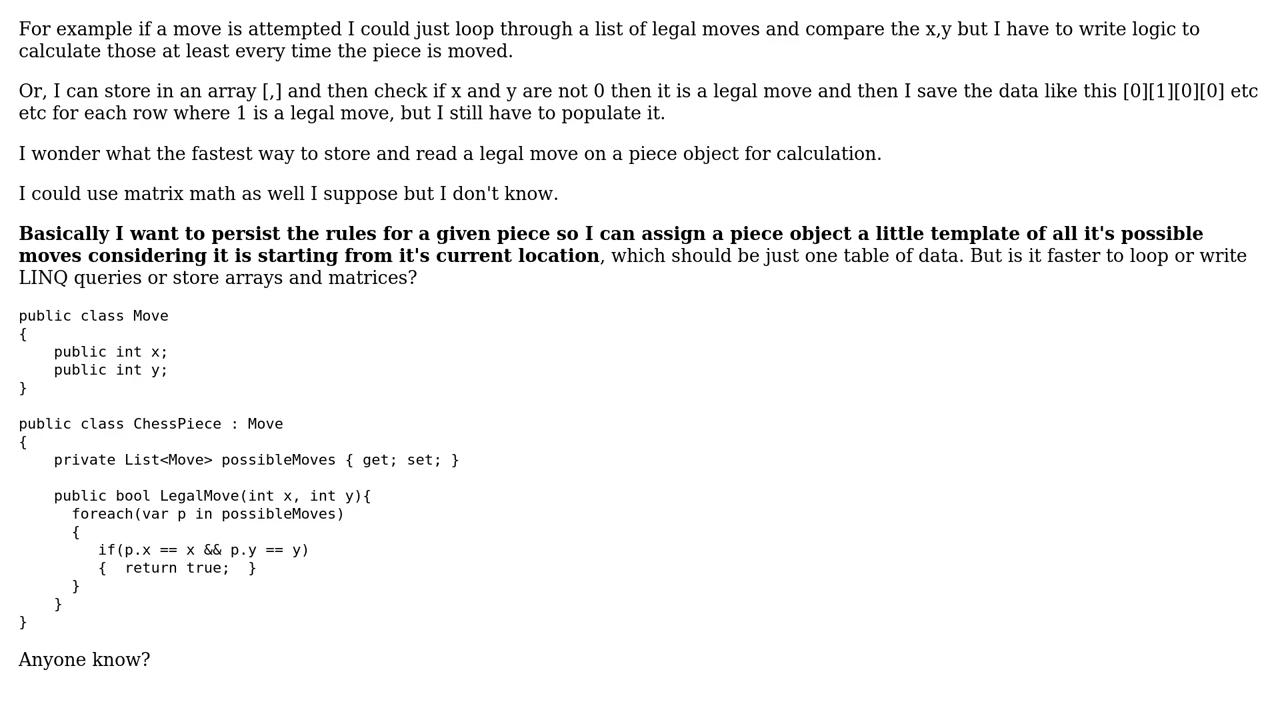 For example if a move is attempted I could just loop through a list of legal moves and compare the x,y but I have to write logic to
calculate those at least every time the piece is moved.
Or, I can store in an array [,] and then check if x and y are not 0 then it is a legal move and then I save the data like this [0][1][0][0] etc
etc for each row where 1 is a legal move, but I still have to populate it.
I wonder what the fastest way to store and read a legal move on a piece object for calculation.
I could use matrix math as well I suppose but I don't know.
Basically I want to persist the rules for a given piece so I can assign a piece object a little template of all it's possible
moves considering it is starting from it's current location, which should be just one table of data. But is it faster to loop or write
LINQ queries or store arrays and matrices?
public class Move
{
    public int x;
    public int y;
}
public class ChessPiece : Move
{
    private List<Move> possibleMoves { get; set; }
    public bool LegalMove(int x, int y){
      foreach(var p in possibleMoves)
      {
         if(p.x == x && p.y == y)
         {  return true;  }
      }
    }
}
Anyone know?